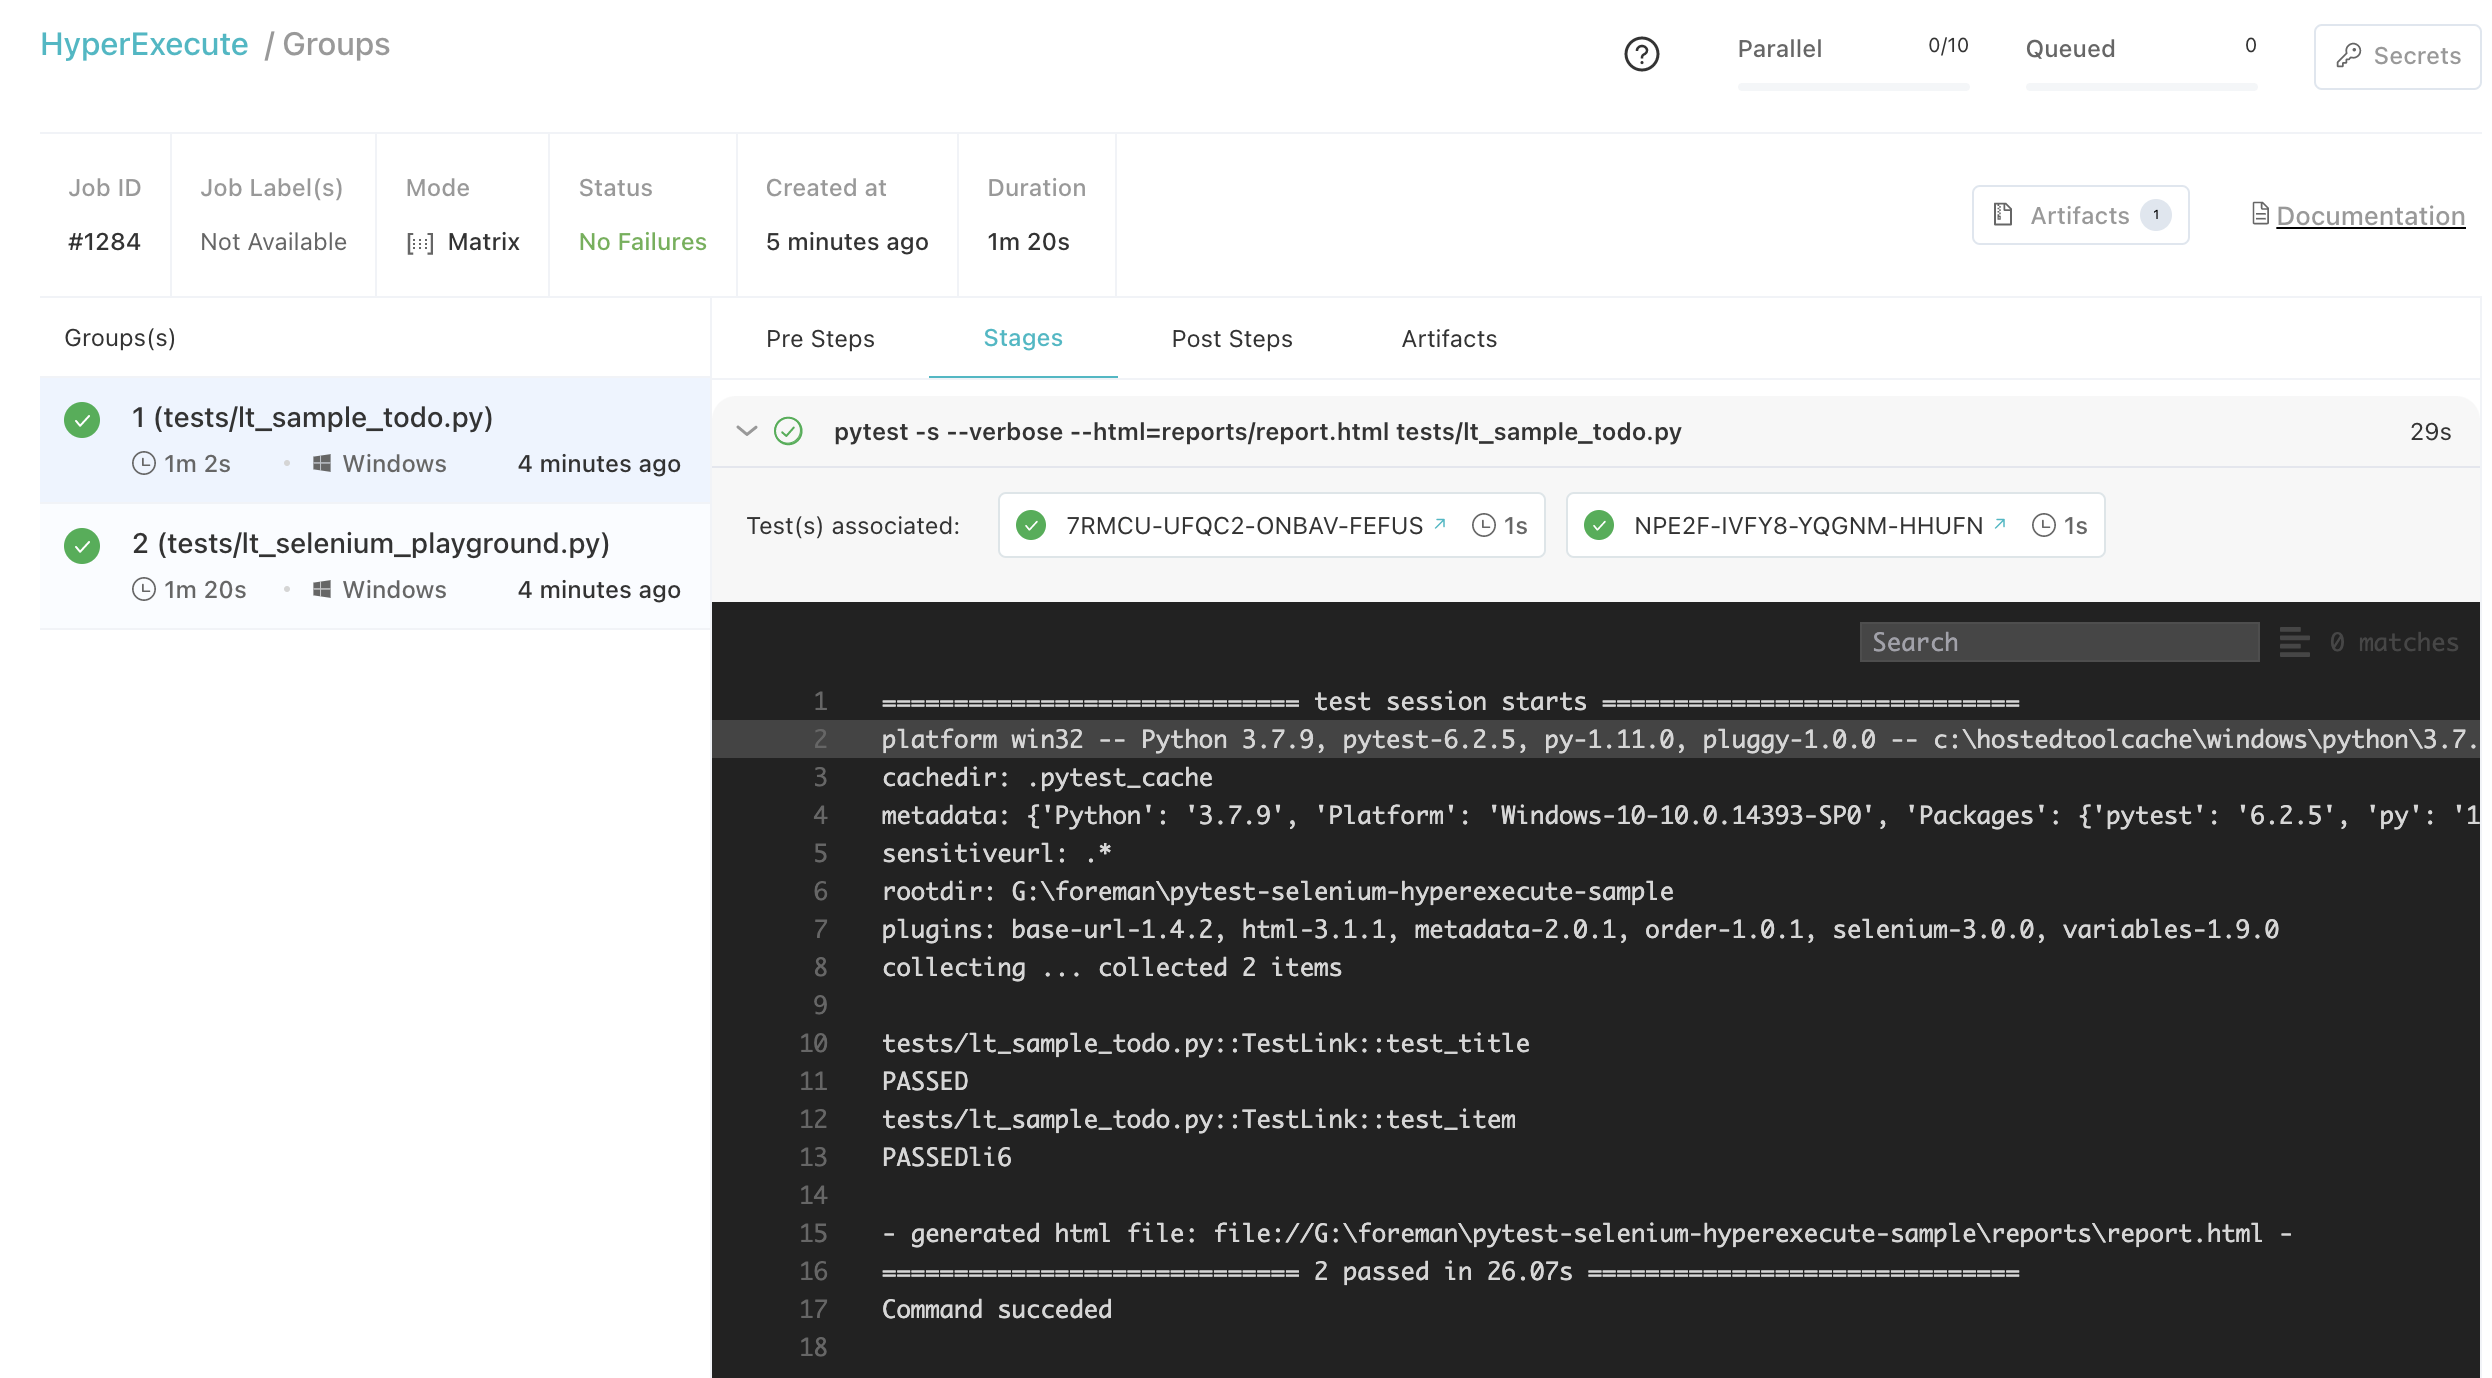 HyperExecute / Groups
Parallel 0/10
Queued 0
Secrets
Job ID
#1284
Job Label(s)
Not Available
Mode
Matrix
Status
No Failures
Created at
5 minutes ago
Duration
1m 20s
Artifacts 1
Documentation
Groups(s)
1 (tests/lt_sample_todo.py)
1m 2s Windows 4 minutes ago
2 (tests/lt_selenium_playground.py)
1m 20s Windows 4 minutes ago
Pre Steps Stages Post Steps Artifacts
pytest -s --verbose --html=reports/report.html tests/lt_sample_todo.py 29s
Test(s) associated: 7RMCU-UFQC2-ONBAV-FEFUS 1s NPE2F-IVFY8-YQGNM-HHUFN 1s
Search 0 matches
1 ============================= test session starts =============================
2 platform win32 -- Python 3.7.9, pytest-6.2.5, py-1.11.0, pluggy-1.0.0 -- c:\hostedtoolcache\windows\python\3.7.
3 cachedir: .pytest_cache
4 metadata: {'Python': '3.7.9', 'Platform': 'Windows-10-10.0.14393-SP0', 'Packages': {'pytest': '6.2.5', 'py': '1
5 sensitiveurl: .*
6 rootdir: G:\foreman\pytest-selenium-hyperexecute-sample
7 plugins: base-url-1.4.2, html-3.1.1, metadata-2.0.1, order-1.0.1, selenium-3.0.0, variables-1.9.0
8 collecting ... collected 2 items
9
10 tests/lt_sample_todo.py::TestLink::test_title
11 PASSED
12 tests/lt_sample_todo.py::TestLink::test_item
13 PASSEDli6
14
15 - generated html file: file://G:\foreman\pytest-selenium-hyperexecute-sample\reports\report.html -
16 ============================= 2 passed in 26.07s ==============================
17 Command succeded
18